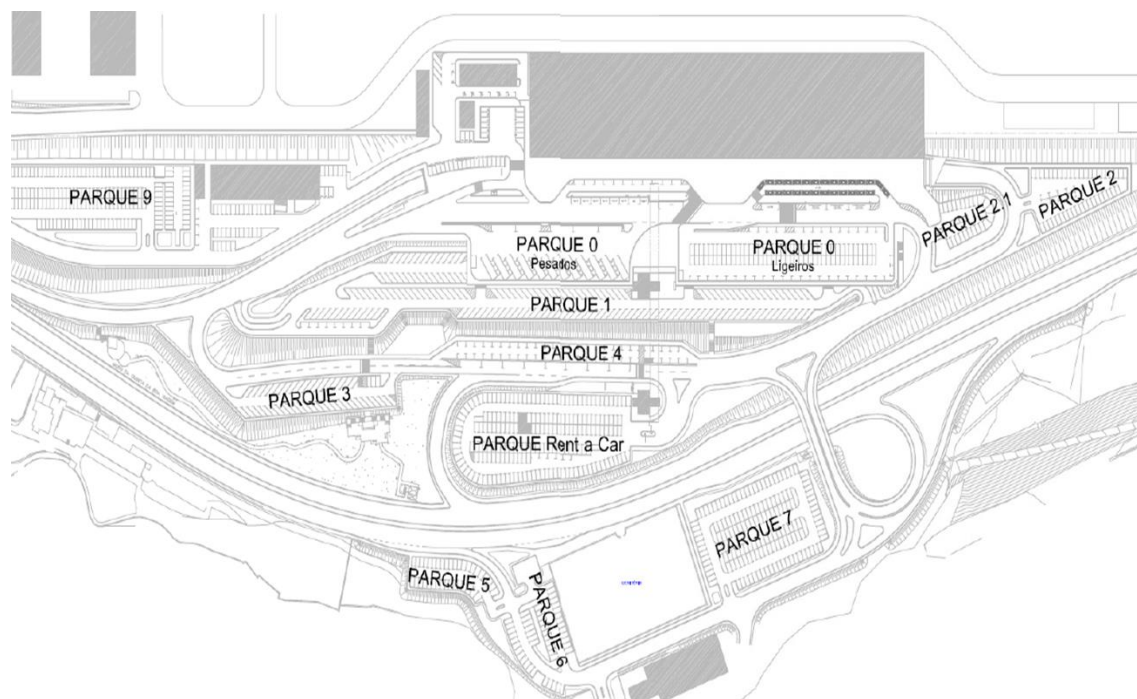 PARQUE 9
PARQUE 2
PARQUE 2.1
PARQUE 0
Pesados
PARQUE 0
Ligeiros
PARQUE 1
PARQUE 4
PARQUE 3
PARQUE Rent a Car
PARQUE 7
PARQUE 5
PARQUE 6